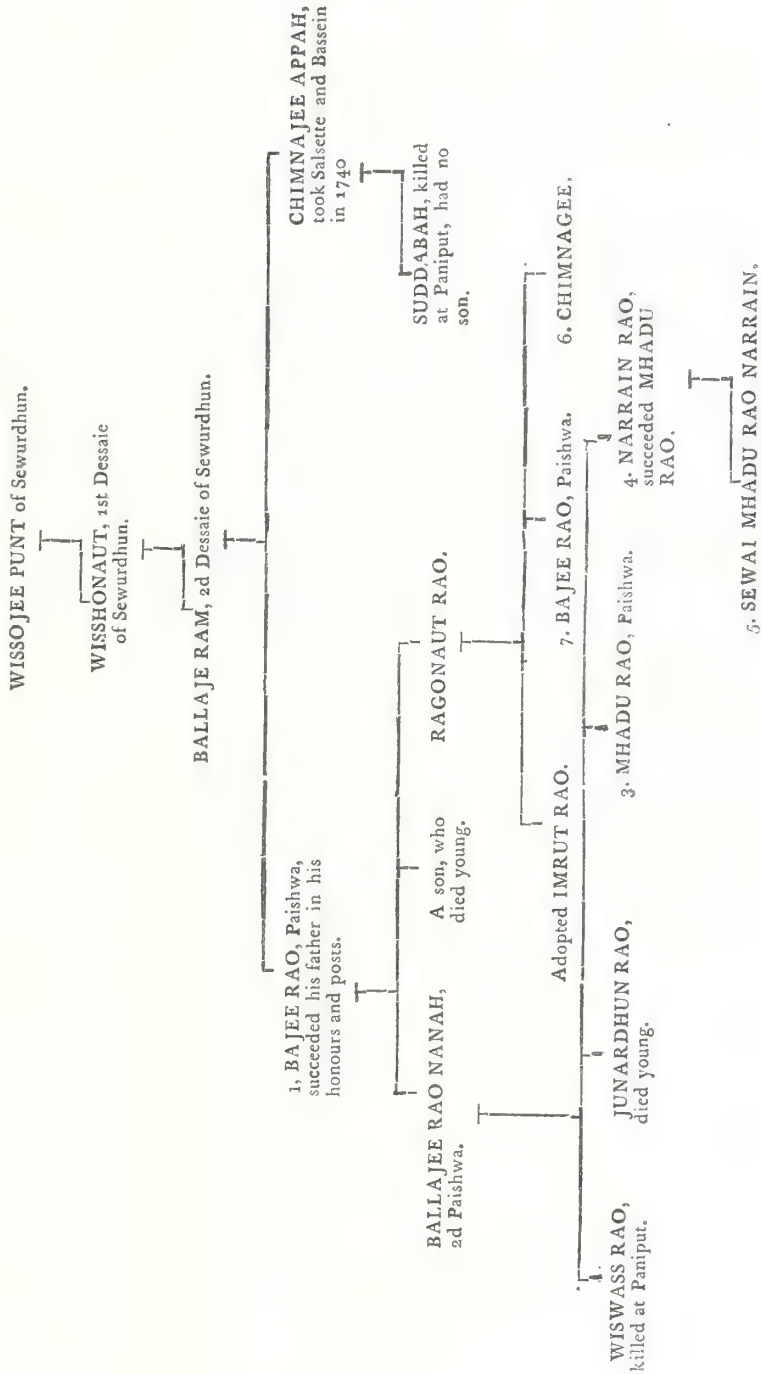 WISSOJEE PUNT of Sewurdhun.
WISSHONAUT, 1st Dessaie
of Sewurdhun.
BALLAJE RAM, 2d Dessaie of Sewurdhun.
1, BAJEE RAO, Paishwa,
succeeded his father in his
honours and posts.
CHIMNAJEE APPAH,
took Salsette and Bassein
in 1740
BALLAJEE RAO NANAH,
2d Paishwa.
A son, who
died young.
RAGONAUT RAO.
SUDDABAH, killed
at Paniput, had no
son.
Adopted IMRUT RAO.
7. BAJEE RAO, Paishwa.
6. CHIMNAGEE.
WISWASS RAO,
killed at Paniput.
JUNARDHUN RAO,
died young.
3. MHADU RAO, Paishwa.
4. NARRAIN RAO,
succeeded MHADU
RAO.
5. SEWAI MHADU RAO NARRAIN.